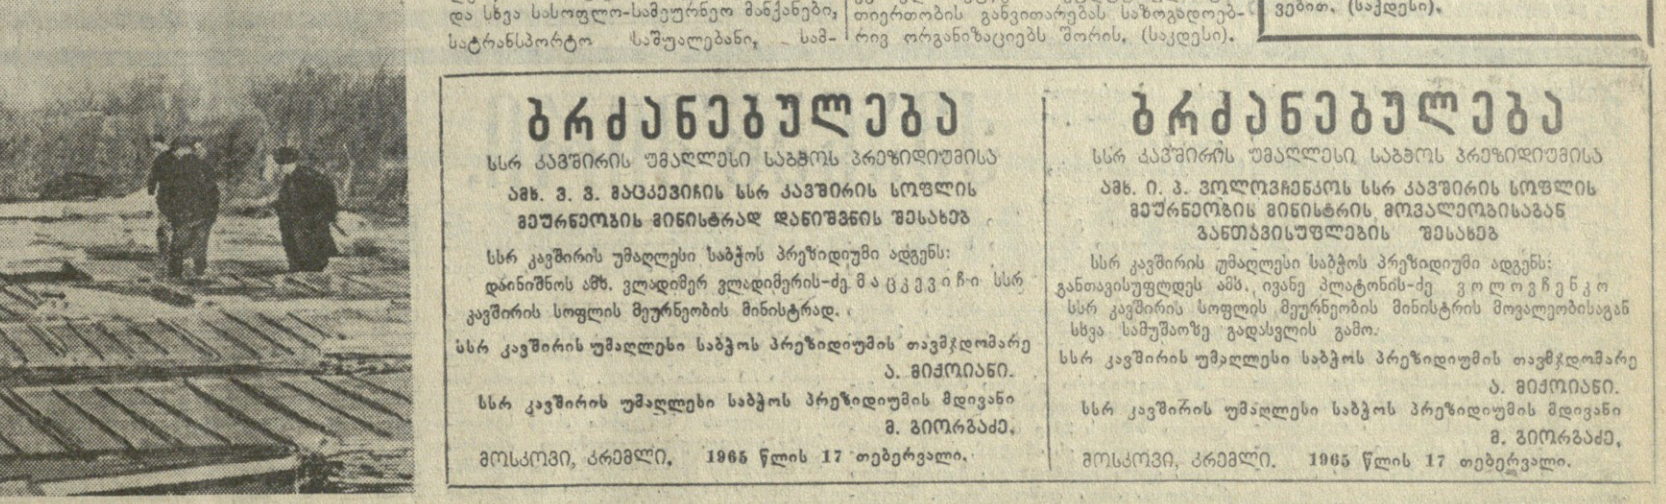 და სხვა სასოფლო-სამეურნეო მანქანები,
სატრანსპორტო საშუალებანი, სამ-
თიერთობის განვითარებას საზოგადოებ-
რივ ორგანიზაციებს შორის. (საკდესი).
ვებით. (საქდესი).
ბრძანებულება
სსრ კავშირის უმაღლესი საბჭოს პრეზიდიუმისა
ამხ. ვ. ვ. მაცკევიჩის სსრ კავშირის სოფლის
მეურნეობის მინისტრად დანიშვნის შესახებ
სსრ კავშირის უმაღლესი საბჭოს პრეზიდიუმი ადგენს:
დაინიშნოს ამხ. ვლადიმერ ვლადიმერის-ძე მაცკევიჩი სსრ
კავშირის სოფლის მეურნეობის მინისტრად.
სსრ კავშირის უმაღლესი საბჭოს პრეზიდიუმის თავმჯდომარე
ა. მიქოიანი.
სსრ კავშირის უმაღლესი საბჭოს პრეზიდიუმის მდივანი
მ. გიორგაძე.
მოსკოვი, კრემლი. 1965 წლის 17 თებერვალი.
ბრძანებულება
სსრ კავშირის უმაღლესი საბჭოს პრეზიდიუმისა
ამხ. ი. პ. ვოლოვჩენკოს სსრ კავშირის სოფლის
მეურნეობის მინისტრის მოვალეობისაგან
განთავისუფლების შესახებ
სსრ კავშირის უმაღლესი საბჭოს პრეზიდიუმი ადგენს:
განთავისუფლდეს ამხ. ივანე პლატონის-ძე ვოლოვჩენკო
სსრ კავშირის სოფლის მეურნეობის მინისტრის მოვალეობისაგან
სხვა სამუშაოზე გადასვლის გამო.
სსრ კავშირის უმაღლესი საბჭოს პრეზიდიუმის თავმჯდომარე
ა. მიქოიანი.
სსრ კავშირის უმაღლესი საბჭოს პრეზიდიუმის მდივანი
მ. გიორგაძე.
მოსკოვი, კრემლი. 1965 წლის 17 თებერვალი.